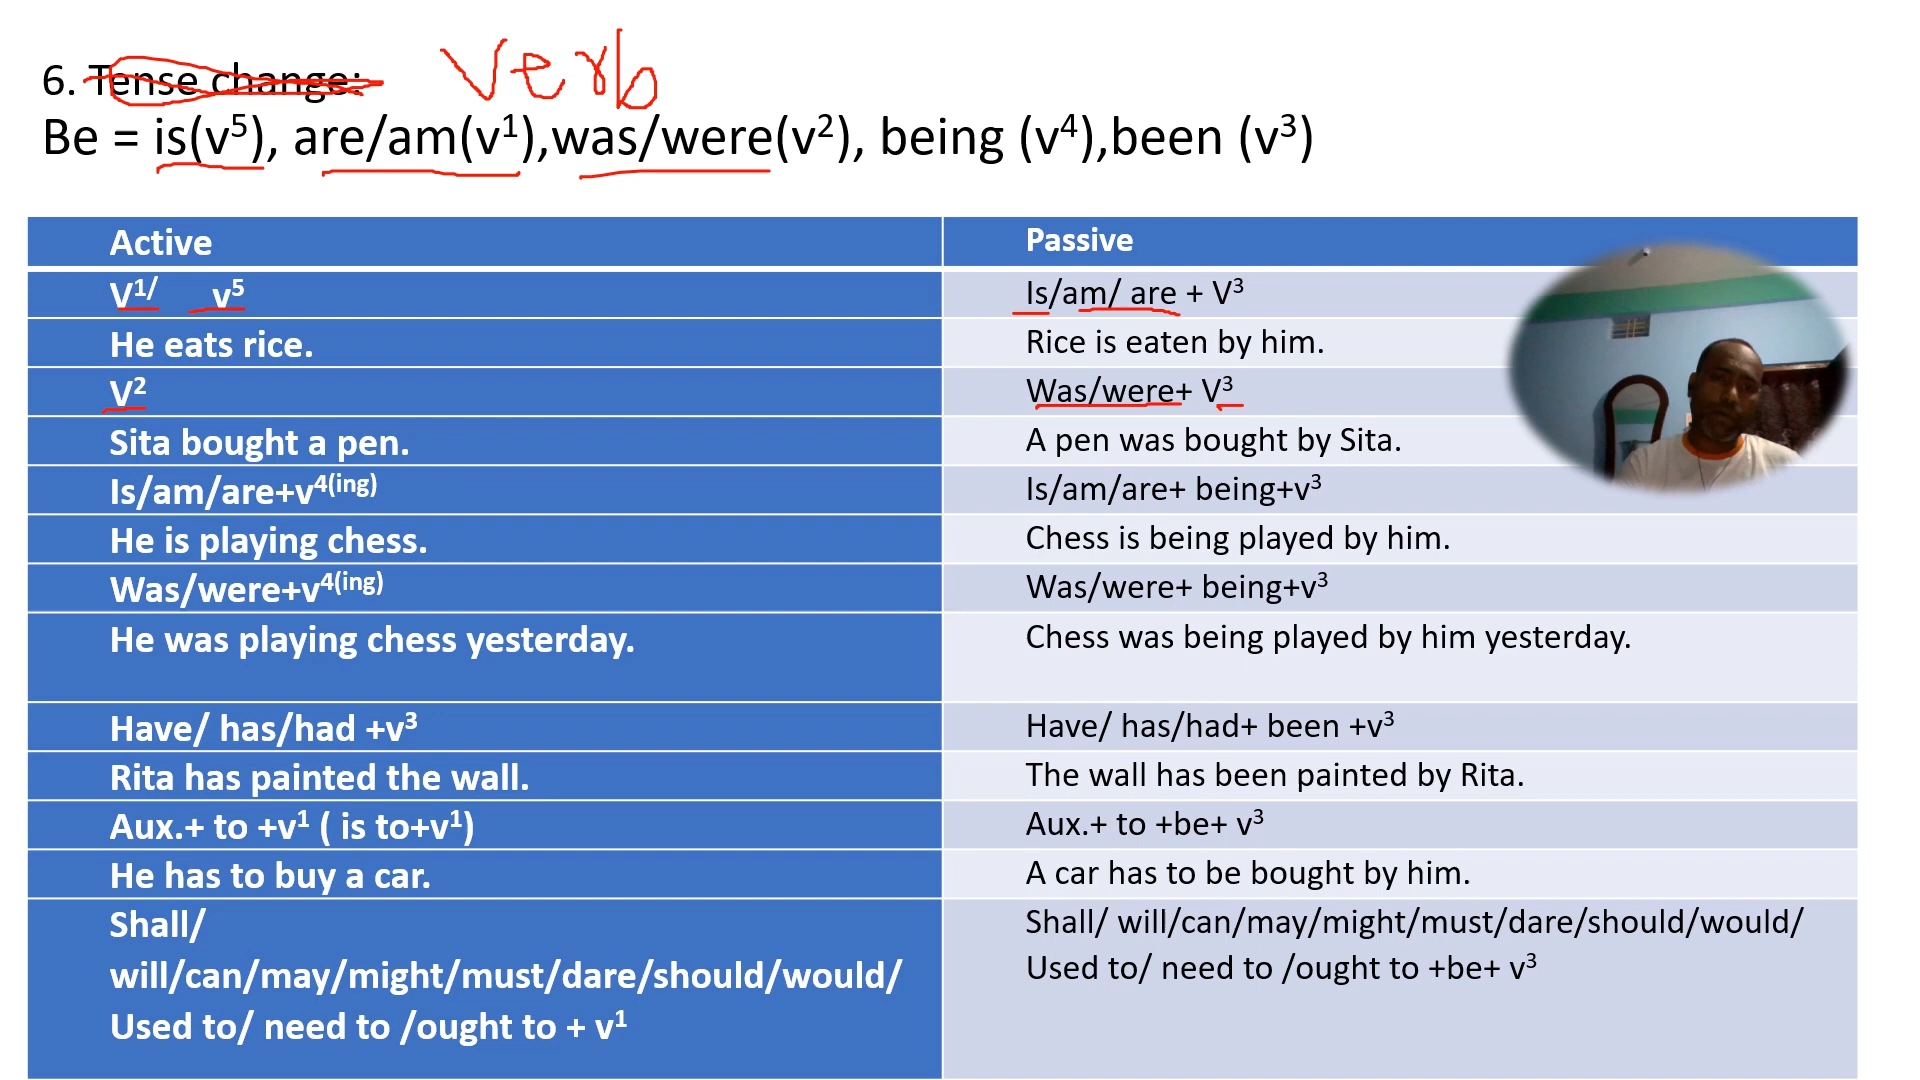 6. Tense change: Verb
Be = is(v⁵), are/am(v¹),was/were(v²), being (v⁴),been (v³)
Active
Passive
V¹/ v⁵
Is/am/ are + V³
He eats rice.
Rice is eaten by him.
V²
Was/were+ V³
Sita bought a pen.
A pen was bought by Sita.
Is/am/are+v⁴⁽ⁱⁿᵍ⁾
Is/am/are+ being+v³
He is playing chess.
Chess is being played by him.
Was/were+v⁴⁽ⁱⁿᵍ⁾
Was/were+ being+v³
He was playing chess yesterday.
Chess was being played by him yesterday.
Have/ has/had +v³
Have/ has/had+ been +v³
Rita has painted the wall.
The wall has been painted by Rita.
Aux.+ to +v¹ ( is to+v¹)
Aux.+ to +be+ v³
He has to buy a car.
A car has to be bought by him.
Shall/
will/can/may/might/must/dare/should/would/
Used to/ need to /ought to + v¹
Shall/ will/can/may/might/must/dare/should/would/
Used to/ need to /ought to +be+ v³